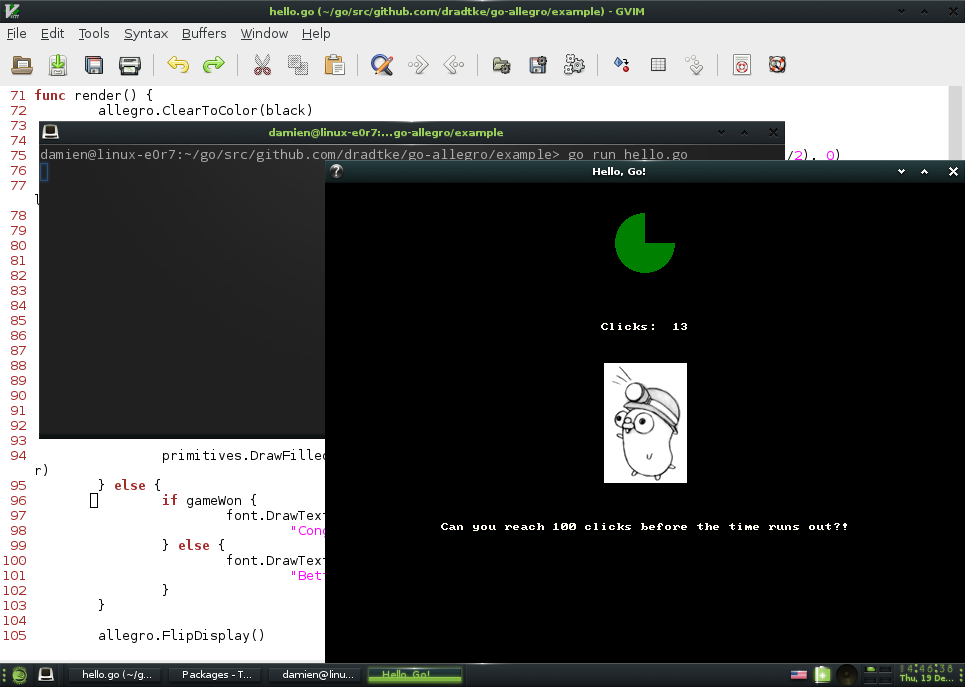 hello.go (~/go/src/github.com/dradtke/go-allegro/example) - GVIM
File Edit Tools Syntax Buffers Window Help
71 func render() {
72 allegro.ClearToColor(black)
73
damien@linux-e0r7:...go-allegro/example
74
75
damien@linux-e0r7:~/go/src/github.com/dradtke/go-allegro/example> go run hello.go
/2), 0)
76
Hello, Go!
77
78
79
80
81
82
83
84
85
86
87
88
89
90
91
92
93
94 primitives.DrawFilled
r)
95 } else {
96 if gameWon {
97 font.DrawText
98 "Cong
99 } else {
100 font.DrawText
101 "Bet
102 }
103 }
104
105 allegro.FlipDisplay()
Clicks: 13
Can you reach 100 clicks before the time runs out?!
hello.go (~/g...
Packages - T...
damien@linu...
Hello, Go!
14:46:38
Thu, 19 De...